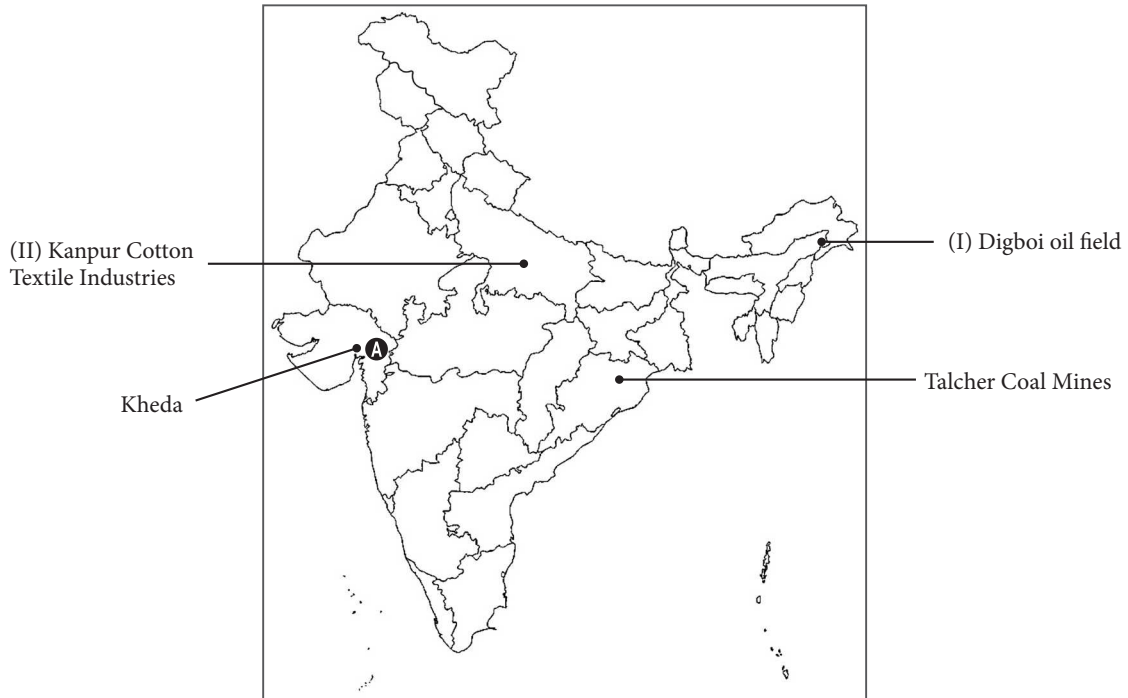 (II) Kanpur Cotton
Textile Industries
(I) Digboi oil field
A
Kheda
Talcher Coal Mines